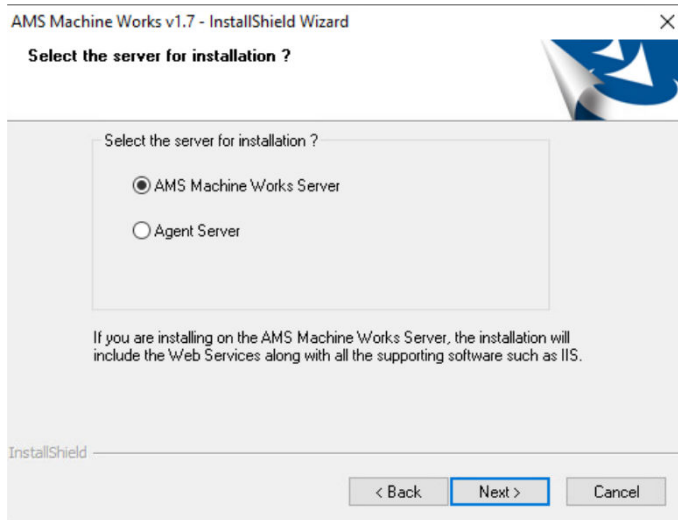 AMS Machine Works v1.7 - InstallShield Wizard
Select the server for installation ?
Select the server for installation ?
AMS Machine Works Server
Agent Server
If you are installing on the AMS Machine Works Server, the installation will
include the Web Services along with all the supporting software such as IIS.
InstallShield
< Back Next > Cancel